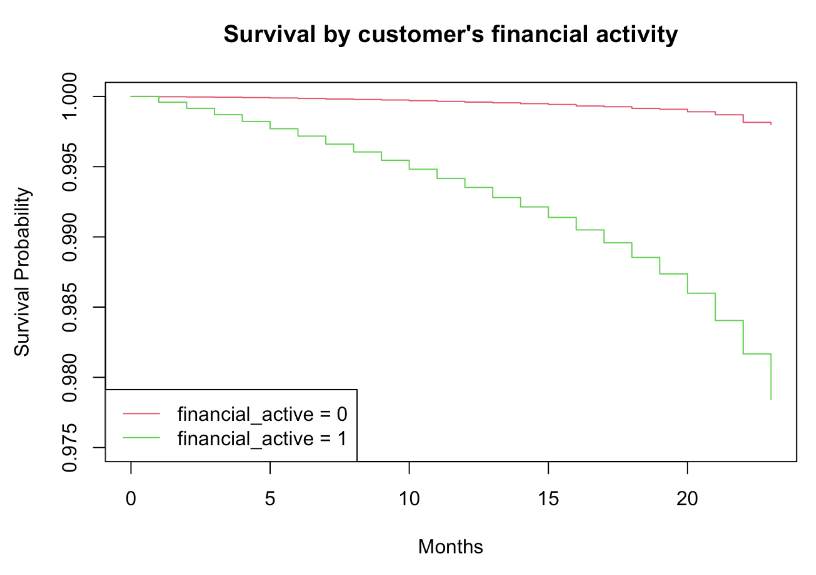 Survival by customer's financial activity
Survival Probability
1.000
0.995
0.990
0.985
0.980
0.975
financial_active = 0
financial_active = 1
0 5 10 15 20
Months